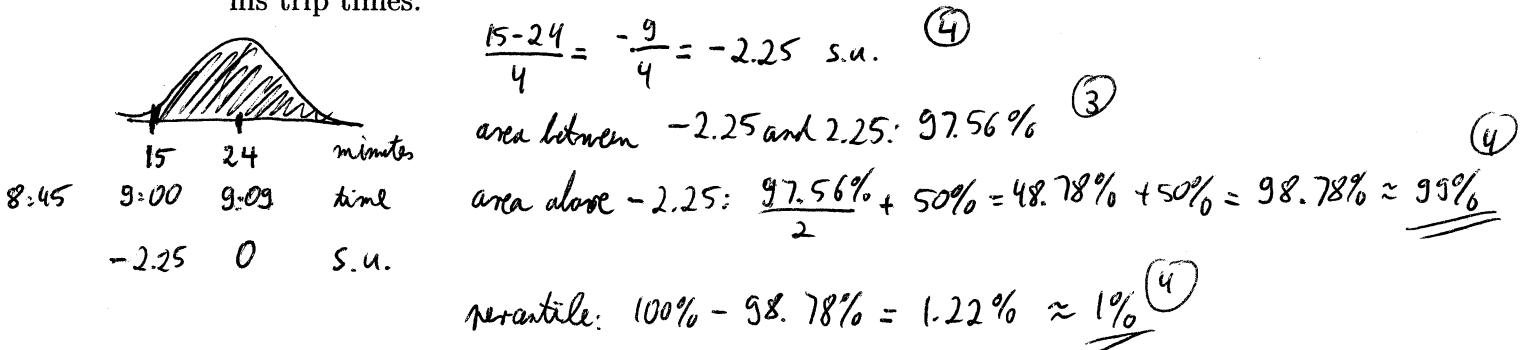 his trip times.
15-24/4 = -9/4 = -2.25 s.u. ④
area between -2.25 and 2.25: 97.56% ③
15 24 minutes
8:45 9:00 9:09 time
-2.25 0 s.u.
area above -2.25: 97.56%/2 + 50% = 48.78% + 50% = 98.78% ≈ 99% ④
percentile: 100% - 98.78% = 1.22% ≈ 1% ④